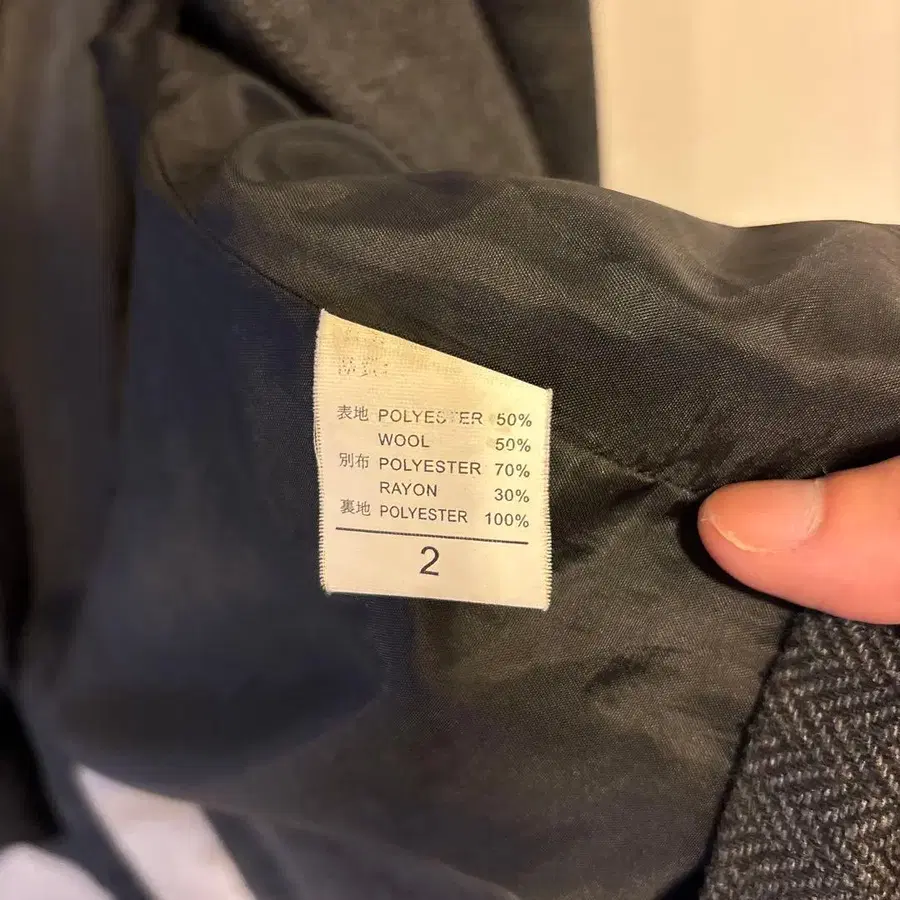 表地 POLYESTER 50%
WOOL 50%
別布 POLYESTER 70%
RAYON 30%
裏地 POLYESTER 100%
2